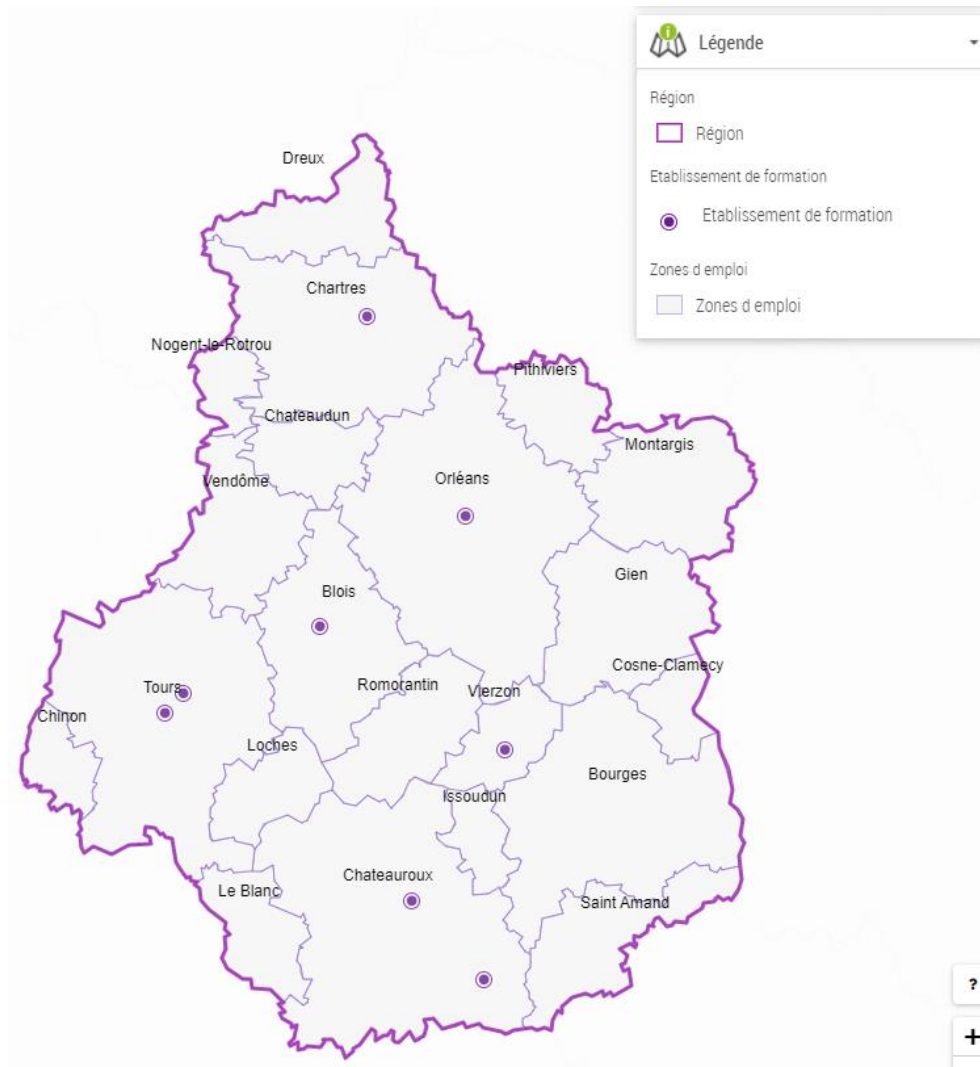 i
Légende
Région
Région
Etablissement de formation
Etablissement de formation
Zones d emploi
Zones d emploi
Dreux
Chartres
Nogent-le-Rotrou
Pithiviers
Chateaudun
Montargis
Vendôme
Orléans
Gien
Blois
Cosne-Clamecy
Romorantin
Vierzon
Tours
Chinon
Loches
Bourges
Issoudun
Chateauroux
Le Blanc
Saint Amand
?
+